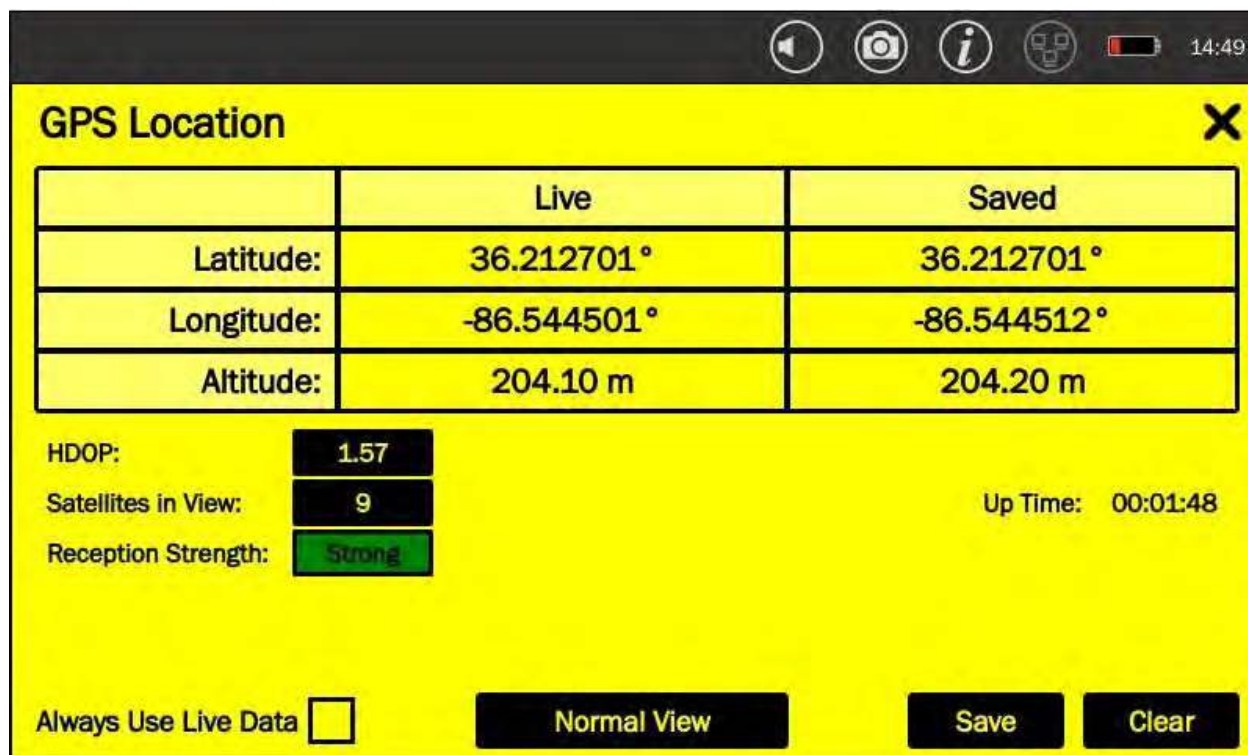 14:49
GPS Location
Live Saved
Latitude: 36.212701° 36.212701°
Longitude: -86.544501° -86.544512°
Altitude: 204.10 m 204.20 m
HDOP: 1.57
Satellites in View: 9 Up Time: 00:01:48
Reception Strength: Strong
Always Use Live Data Normal View Save Clear